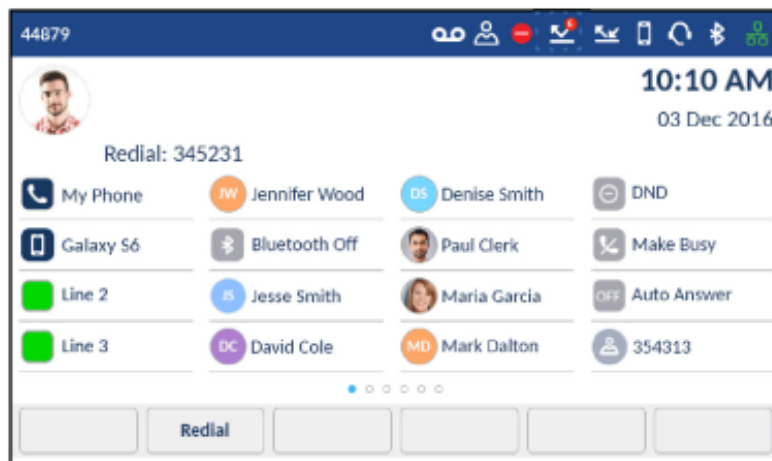 44879
6
10:10 AM
03 Dec 2016
Redial: 345231
My Phone
JW Jennifer Wood
DS Denise Smith
DND
Galaxy S6
Bluetooth Off
Paul Clerk
Make Busy
Line 2
JS Jesse Smith
Maria Garcia
OFF Auto Answer
Line 3
DC David Cole
MD Mark Dalton
354313
Redial